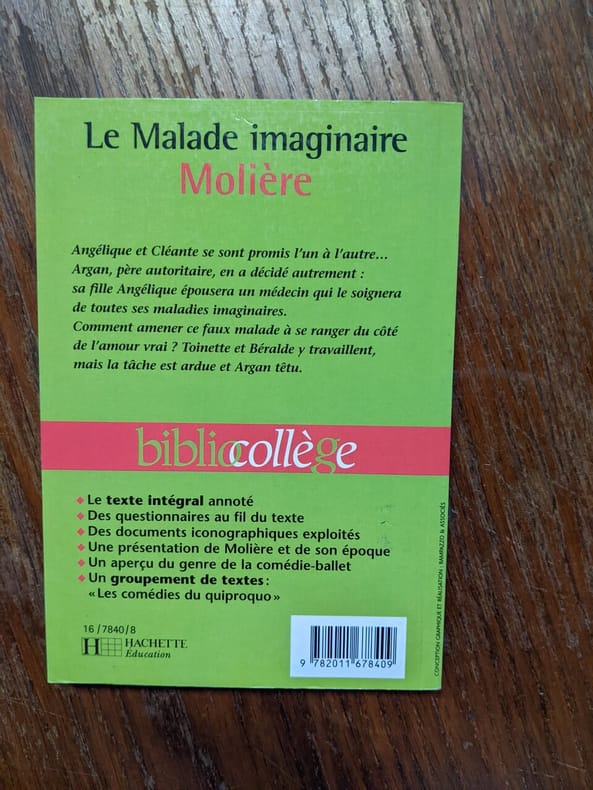 Le Malade imaginaire
Molière
Angélique et Cléante se sont promis l'un à l'autre...
Argan, père autoritaire, en a décidé autrement :
sa fille Angélique épousera un médecin qui le soignera
de toutes ses maladies imaginaires.
Comment amener ce faux malade à se ranger du côté
de l'amour vrai ? Toinette et Béralde y travaillent,
mais la tâche est ardue et Argan têtu.
bibliocollège
Le texte intégral annoté
Des questionnaires au fil du texte
Des documents iconographiques exploités
Une présentation de Molière et de son époque
Un aperçu du genre de la comédie-ballet
Un groupement de textes :
« Les comédies du quiproquo »
16 / 7840 / 8
H HACHETTE
Éducation
9 782011 678409
CONCEPTION GRAPHIQUE ET RÉALISATION : RAMPAZZO & ASSOCIÉS